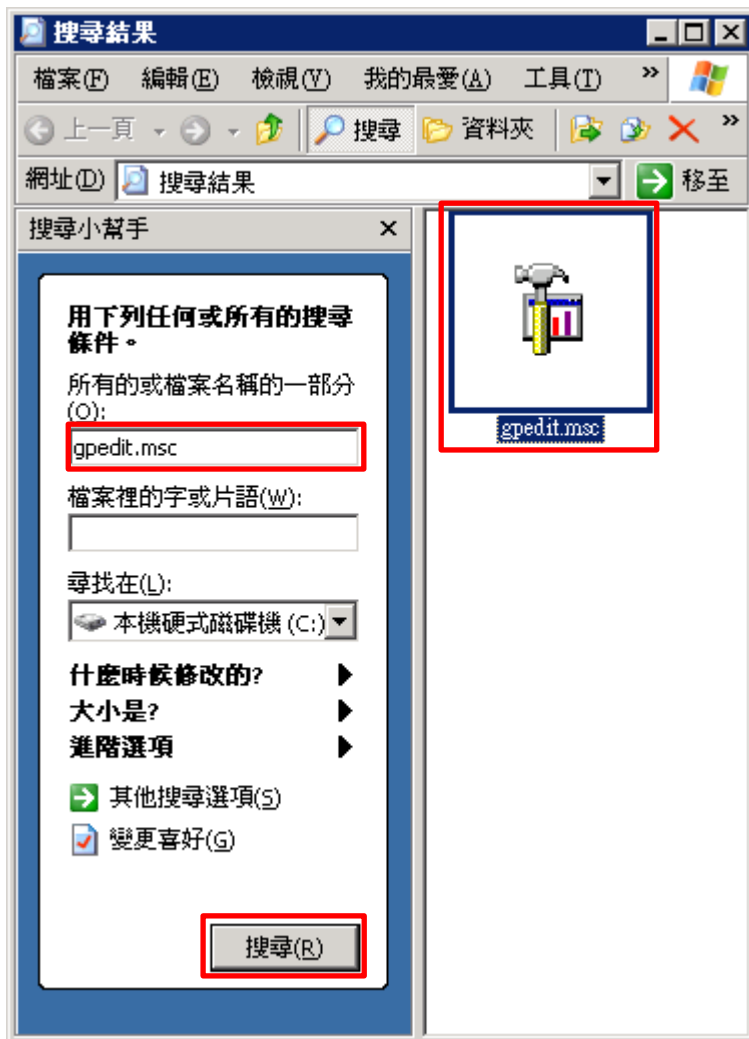 搜尋結果
檔案(F) 編輯(E) 檢視(V) 我的最愛(A) 工具(T) »
上一頁 搜尋 資料夾 »
網址(D) 搜尋結果 移至
搜尋小幫手 ×
用下列任何或所有的搜尋
條件。
所有的或檔案名稱的一部分
(O):
gpedit.msc
檔案裡的字或片語(W):
尋找在(L):
本機硬式磁碟機 (C:)
什麼時候修改的?
大小是?
進階選項
其他搜尋選項(S)
變更喜好(G)
搜尋(R)
gpedit.msc